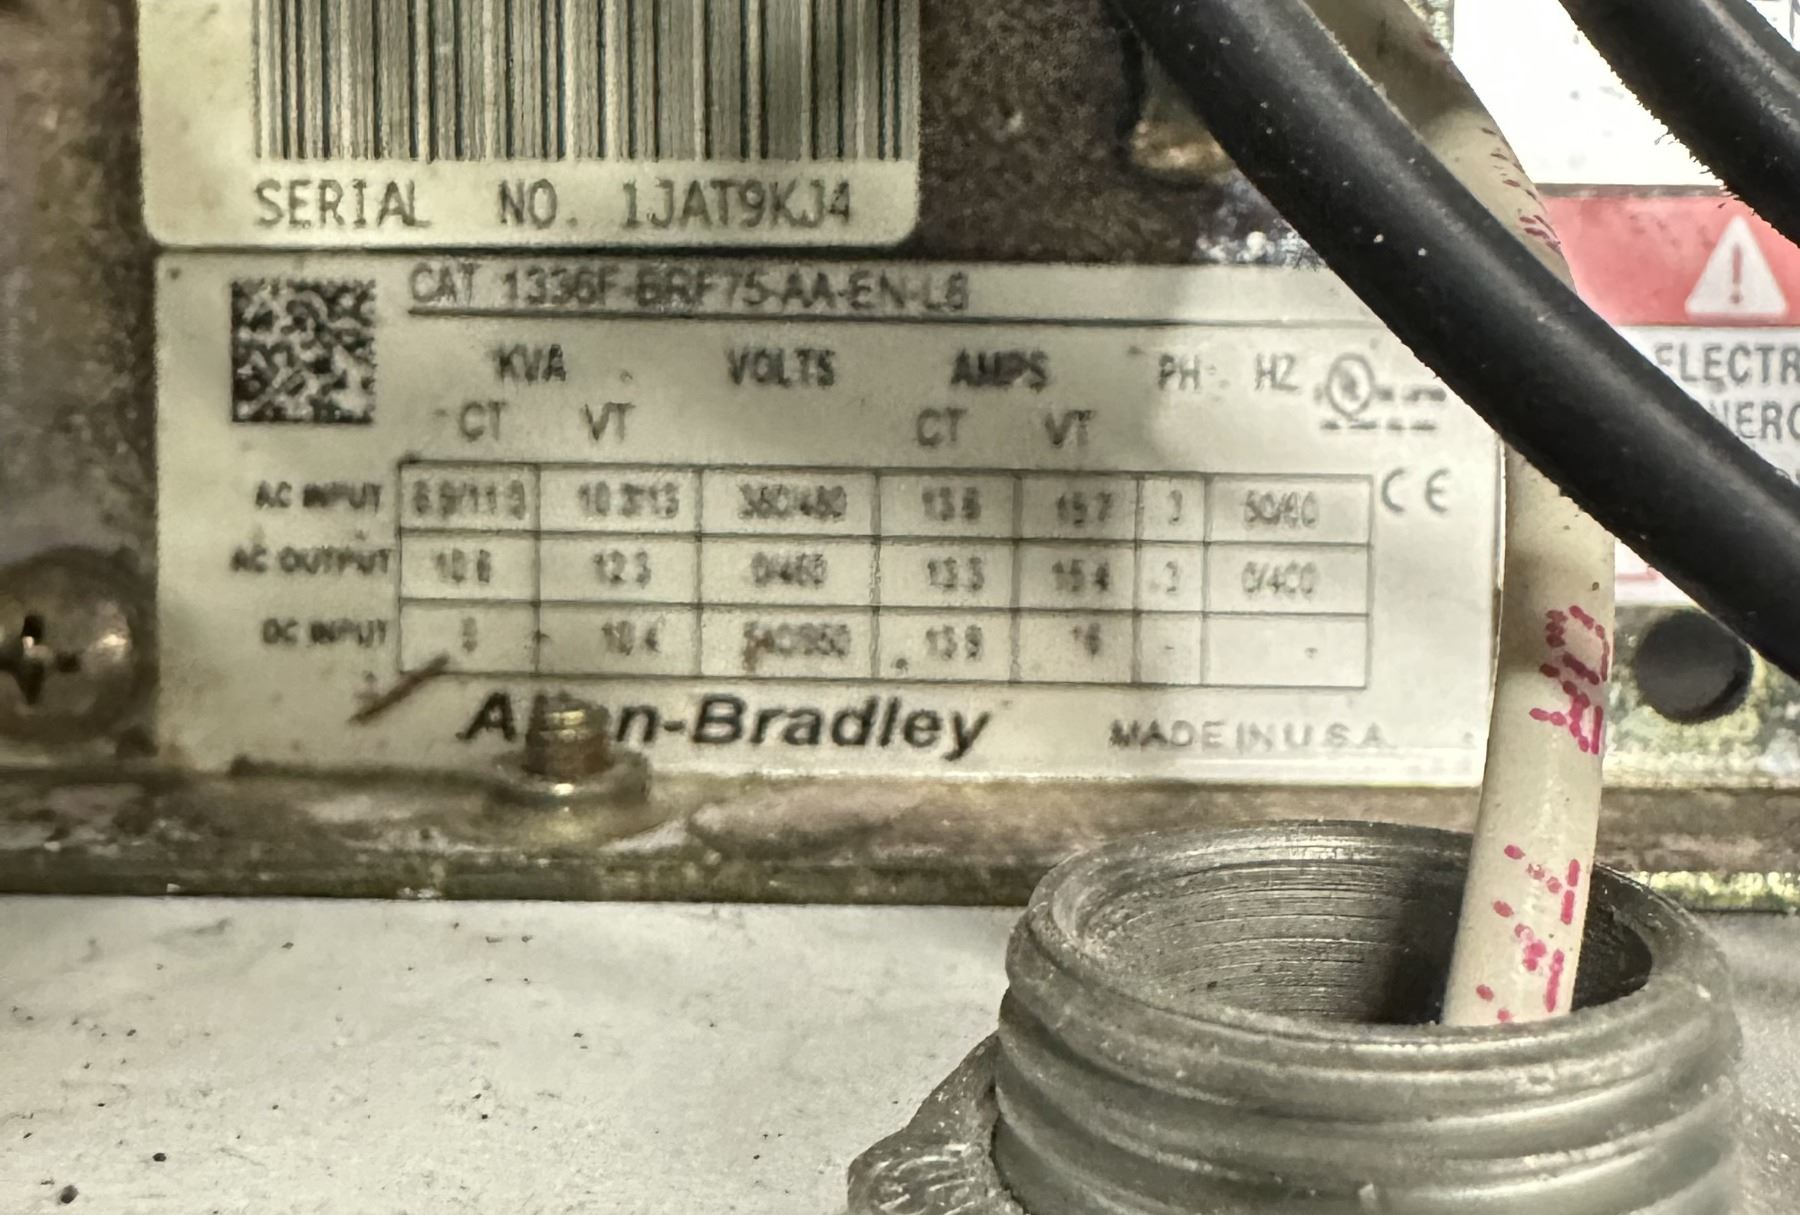 SERIAL NO. 1JAT9KJ4
CAT 1336F-BRF75-AA-EN-L6
KVA VOLTS AMPS PH HZ
CT VT CT VT
AC INPUT 380/480 13.6 15.7 3 50/60
AC OUTPUT 10.6 12.3 0/460 13.3 15.4 3 0/400
DC INPUT 10.4 13.9 16 - -
CE
Allen-Bradley
MADE IN U.S.A.
UL
ELECTR